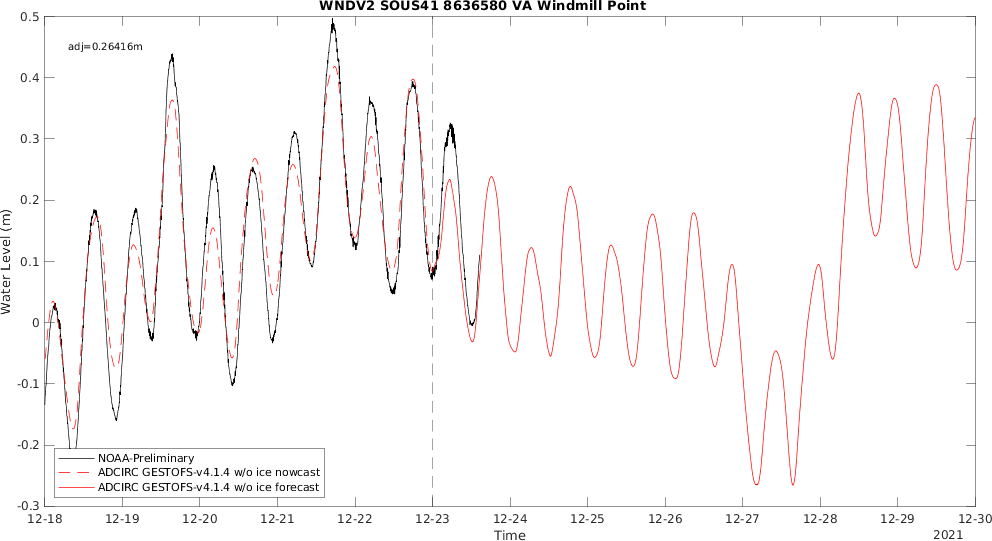 WNDV2 SOUS41 8636580 VA Windmill Point
adj=0.26416m
Water Level (m)
0.5
0.4
0.3
0.2
0.1
0
-0.1
-0.2
-0.3
NOAA-Preliminary
ADCIRC GESTOFS-v4.1.4 w/o ice nowcast
ADCIRC GESTOFS-v4.1.4 w/o ice forecast
12-18 12-19 12-20 12-21 12-22 12-23 12-24 12-25 12-26 12-27 12-28 12-29 12-30
Time
2021